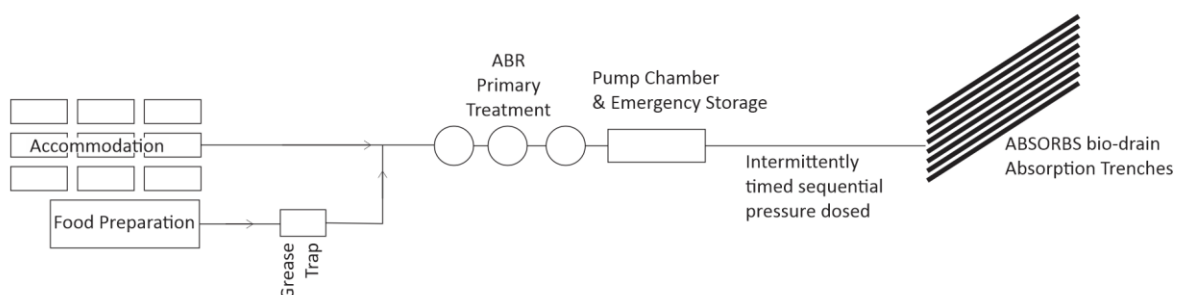 ABR
Primary
Treatment
Pump Chamber
& Emergency Storage
Accommodation
Food Preparation
Grease
Trap
Intermittently
timed sequential
pressure dosed
ABSORBS bio-drain
Absorption Trenches